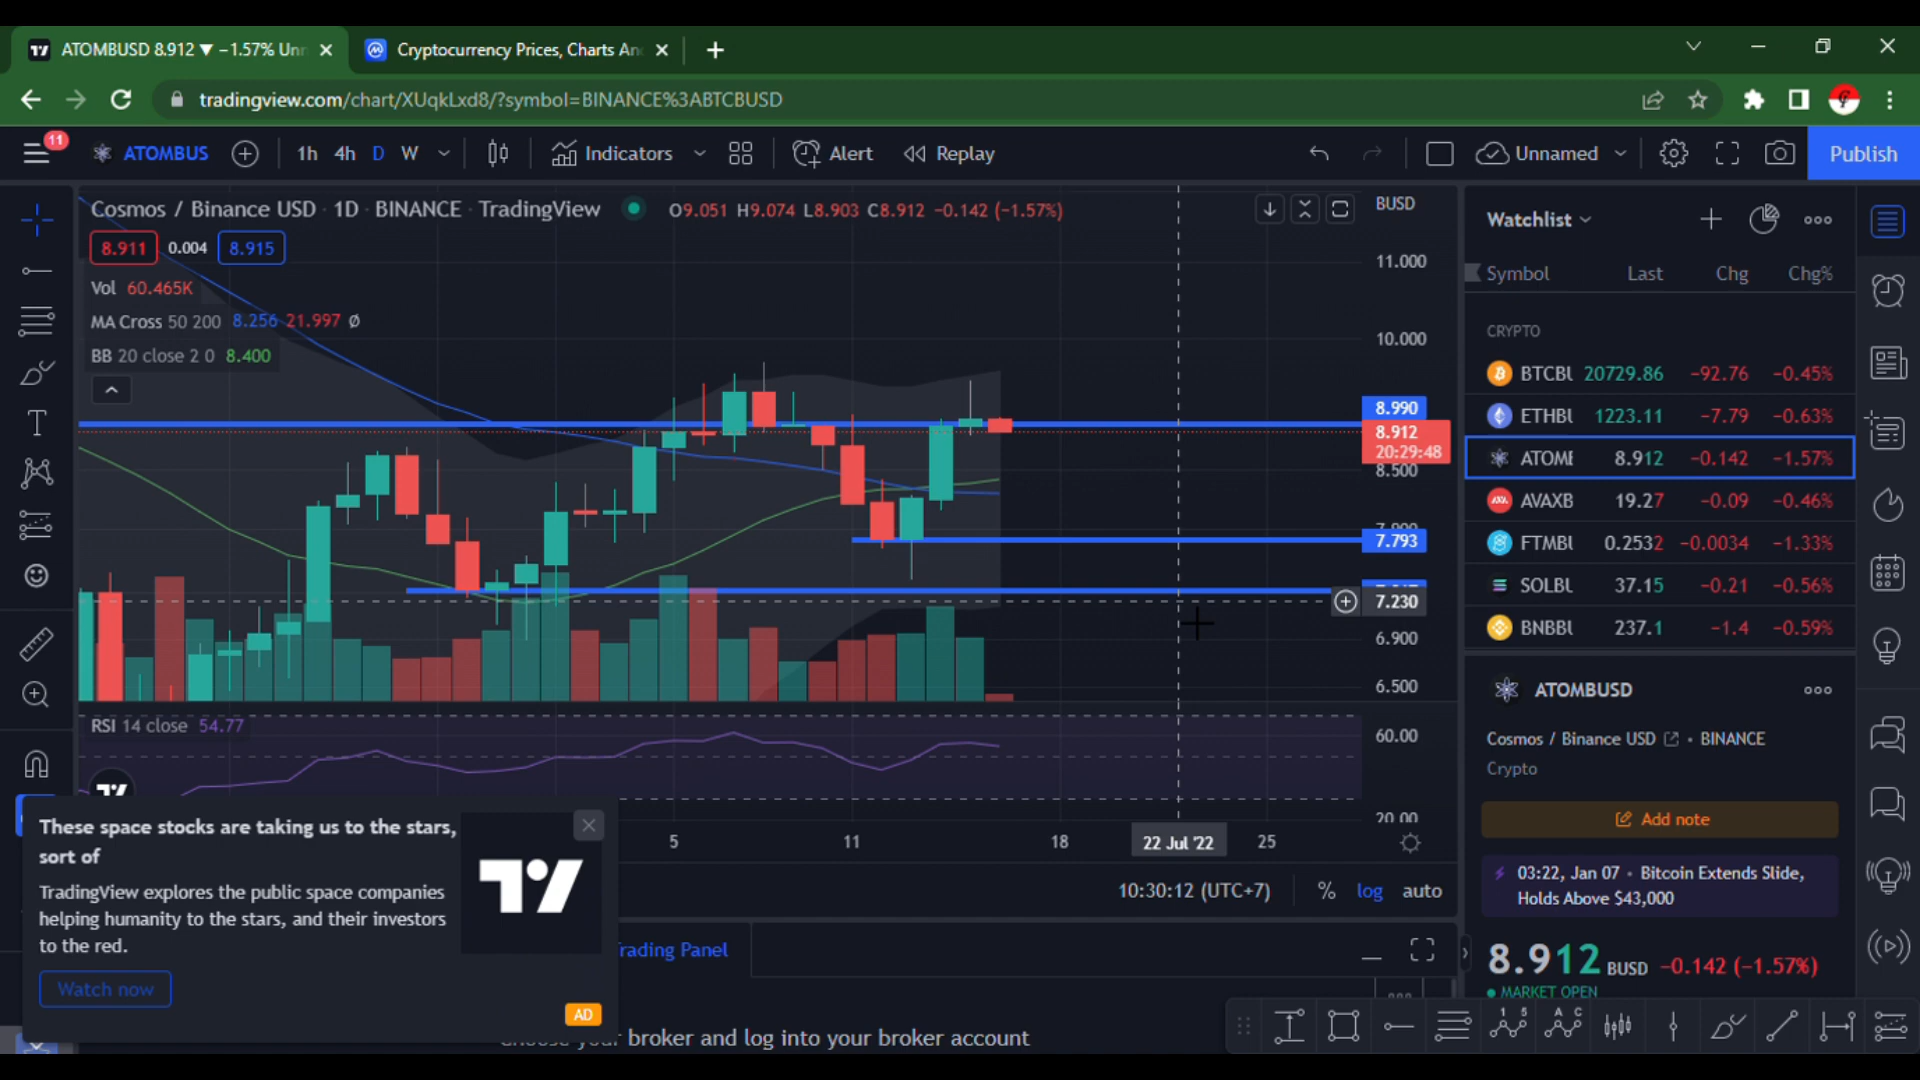 ATOMBUSD 8.912 ▼ −1.57% Un
Cryptocurrency Prices, Charts An
tradingview.com/chart/XUqkLxd8/?symbol=BINANCE%3ABTCBUSD
11
ATOMBUS 1h 4h D W Indicators Alert Replay Unnamed Publish
Cosmos / Binance USD · 1D · BINANCE · TradingView O9.051 H9.074 L8.903 C8.912 −0.142 (−1.57%)
BUSD
8.911 0.004 8.915
Vol 60.465K
MA Cross 50 200 8.256 21.997 Ø
BB 20 close 2 0 8.400
11.000
10.000
8.990
8.912
20:29:48
8.500
7.793
7.230
6.900
6.500
RSI 14 close 54.77
60.00
20.00
5 11 18 22 Jul '22 25
10:30:12 (UTC+7) % log auto
Watchlist
Symbol Last Chg Chg%
CRYPTO
BTCBU 20729.86 −92.76 −0.45%
ETHBU 1223.11 −7.79 −0.63%
ATOME 8.912 −0.142 −1.57%
AVAXB 19.27 −0.09 −0.46%
FTMBU 0.2532 −0.0034 −1.33%
SOLBU 37.15 −0.21 −0.56%
BNBBU 237.1 −1.4 −0.59%
ATOMBUSD
Cosmos / Binance USD · BINANCE
Crypto
Add note
03:22, Jan 07 · Bitcoin Extends Slide,
Holds Above $43,000
8.912 BUSD −0.142 (−1.57%)
MARKET OPEN
These space stocks are taking us to the stars,
sort of
TradingView explores the public space companies
helping humanity to the stars, and their investors
to the red.
Watch now
AD
Trading Panel
broker and log into your broker account